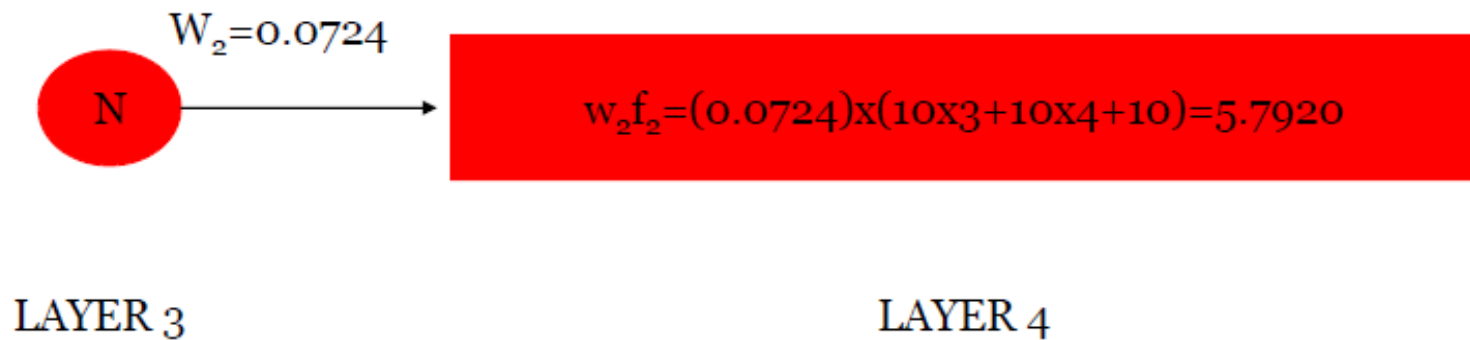 W₂=0.0724
N
w₂f₂=(0.0724)x(10x3+10x4+10)=5.7920
LAYER 3
LAYER 4